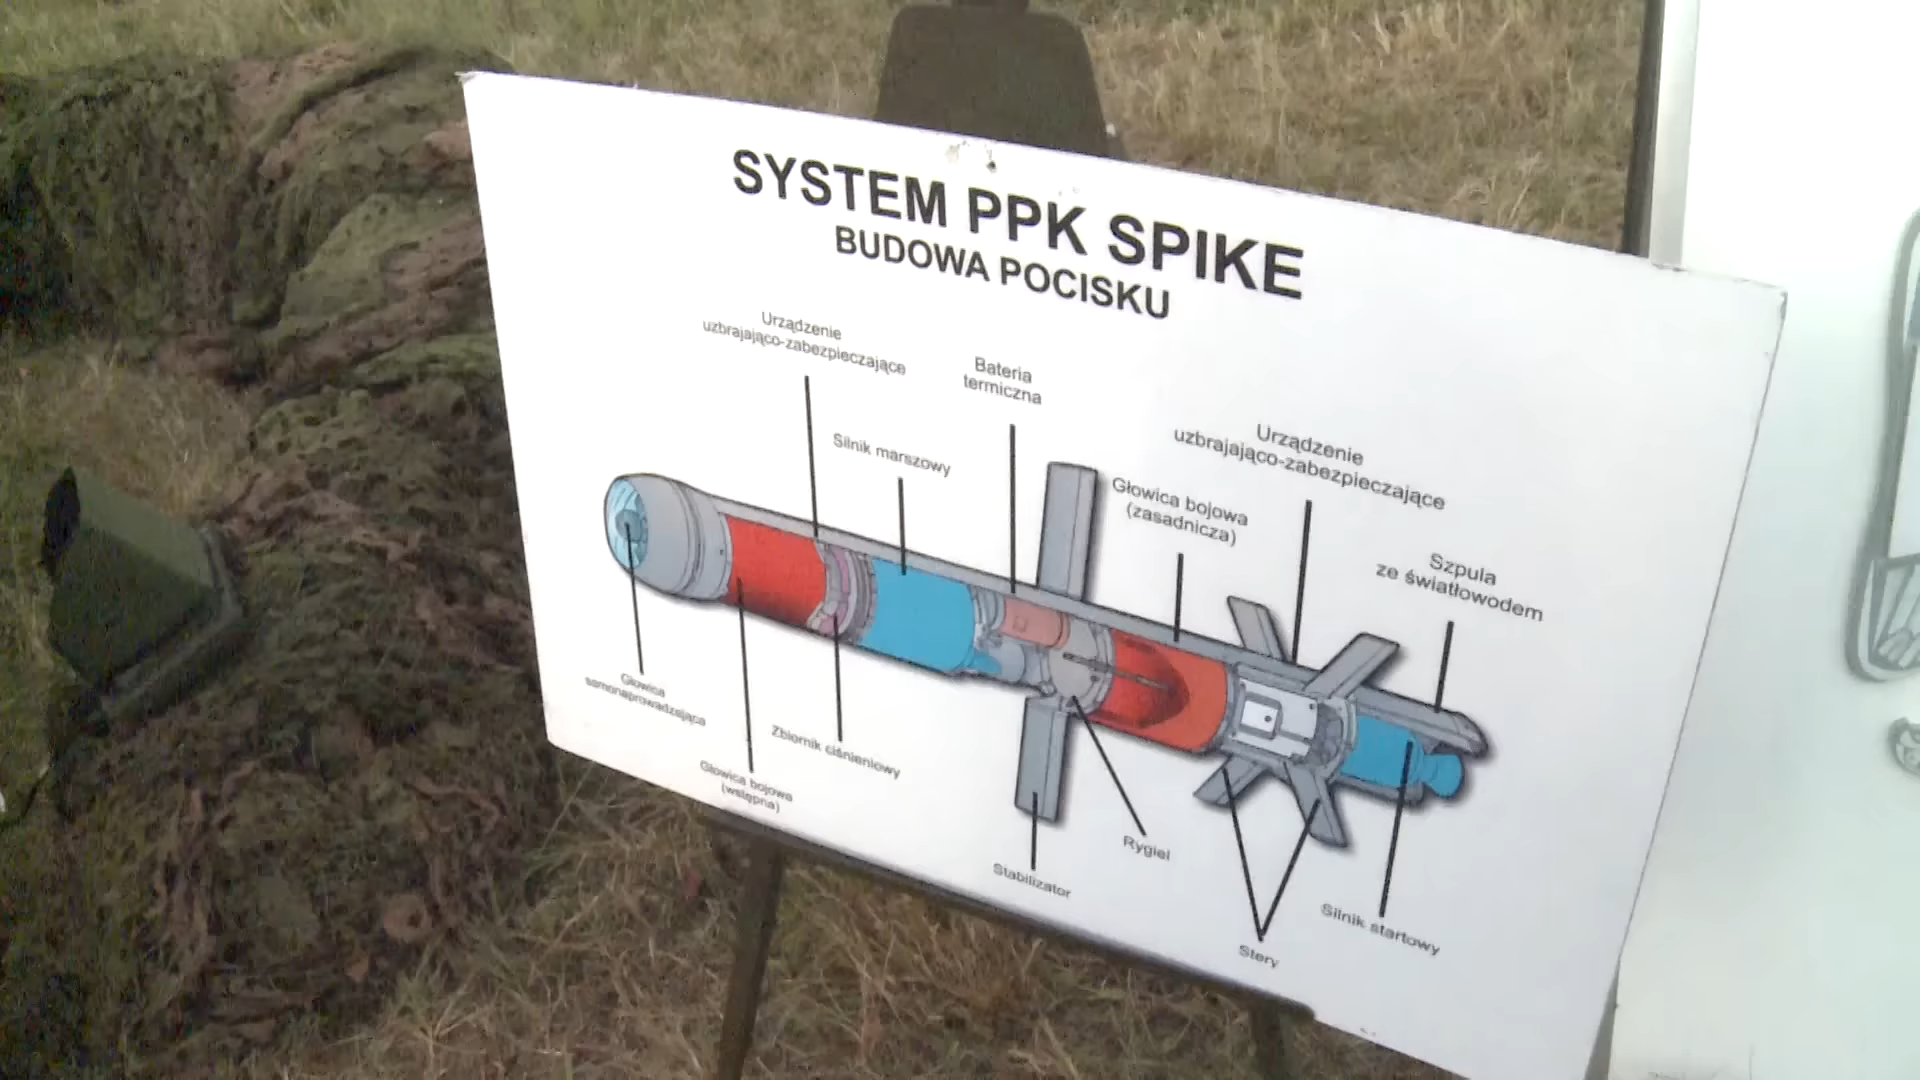 SYSTEM PPK SPIKE
BUDOWA POCISKU
Urządzenie
uzbrajająco-zabezpieczające
Bateria
termiczna
Silnik marszowy
Urządzenie
uzbrajająco-zabezpieczające
Głowica bojowa
(zasadnicza)
Szpula
ze światłowodem
Głowica
samonaprowadzająca
Zbiornik ciśnieniowy
Głowica bojowa
(wstępna)
Rygiel
Stabilizator
Silnik startowy
Stery